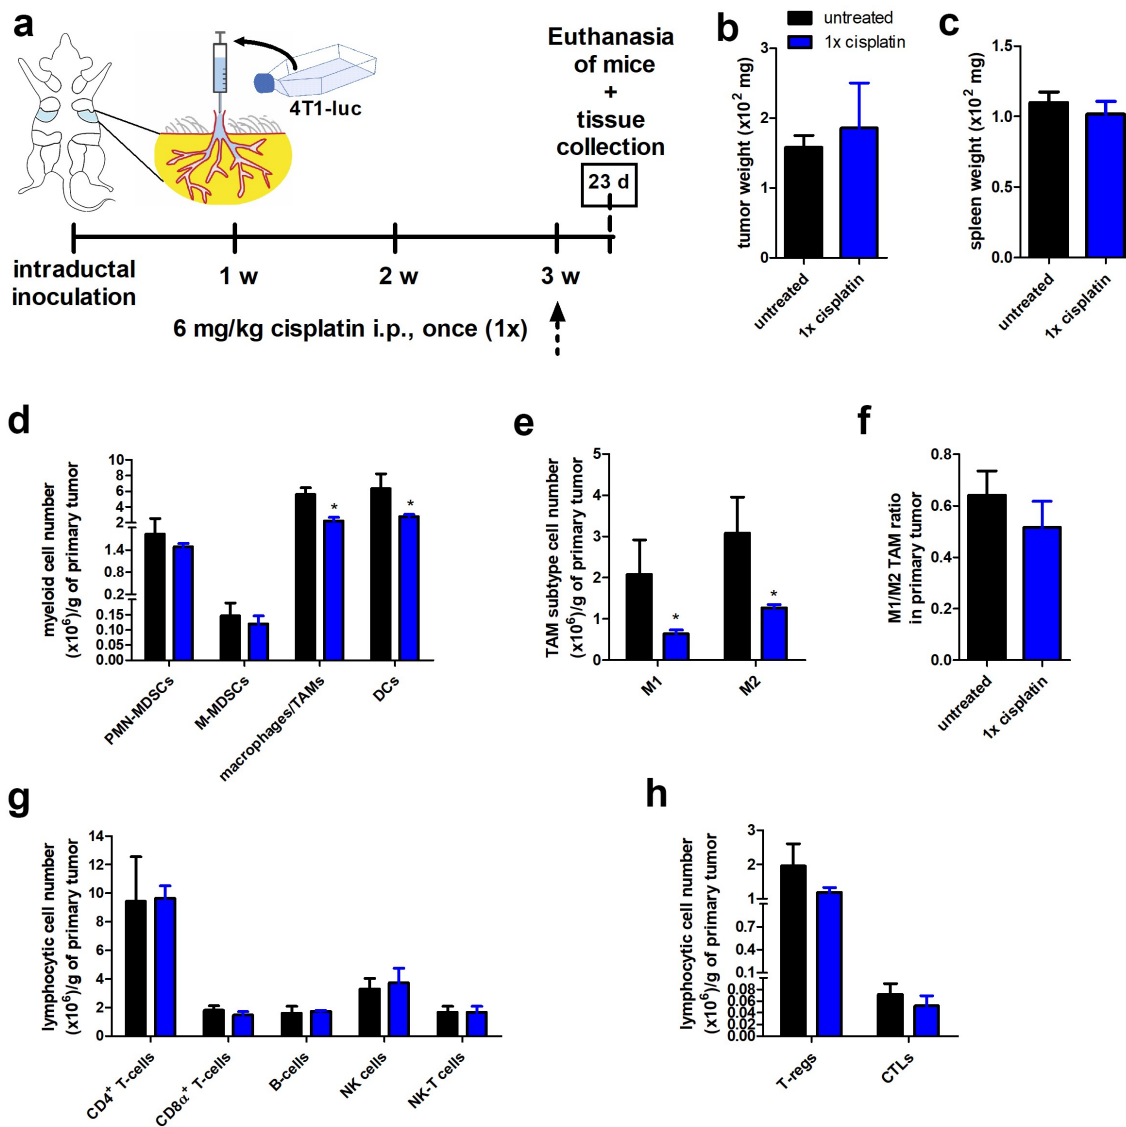 a
4T1-luc
Euthanasia
of mice
+
tissue
collection
23 d
intraductal
inoculation
1 w
2 w
3 w
6 mg/kg cisplatin i.p., once (1x)
b
untreated
1x cisplatin
tumor weight (x10² mg)
3
2
1
0
untreated
1x cisplatin
c
spleen weight (x10² mg)
1.5
1.0
0.5
0.0
untreated
1x cisplatin
d
myeloid cell number
(x10⁶)/g of primary tumor
10
8
6
4
2
1.4
0.8
0.2
0.15
0.10
0.05
0.00
*
*
PMN-MDSCs
M-MDSCs
macrophages/TAMs
DCs
e
TAM subtype cell number
(x10⁶)/g of primary tumor
5
4
3
2
1
0
*
*
M1
M2
f
M1/M2 TAM ratio
in primary tumor
0.8
0.6
0.4
0.2
0.0
untreated
1x cisplatin
g
lymphocytic cell number
(x10⁶)/g of primary tumor
14
12
10
8
6
4
2
0
CD4⁺ T-cells
CD8α⁺ T-cells
B-cells
NK cells
NK-T cells
h
lymphocytic cell number
(x10⁶)/g of primary tumor
3
2
1
0.7
0.4
0.1
0.08
0.06
0.04
0.02
0.00
T-regs
CTLs